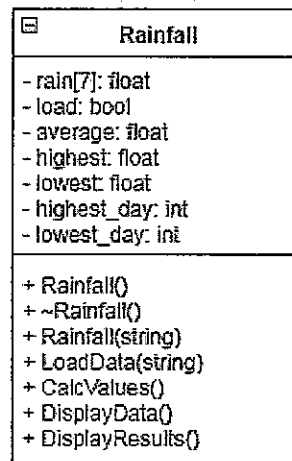 Rainfall
- rain[7]: float
- load: bool
- average: float
- highest: float
- lowest: float
- highest_day: int
- lowest_day: int
+ Rainfall()
+ ~Rainfall()
+ Rainfall(string)
+ LoadData(string)
+ CalcValues()
+ DisplayData()
+ DisplayResults()